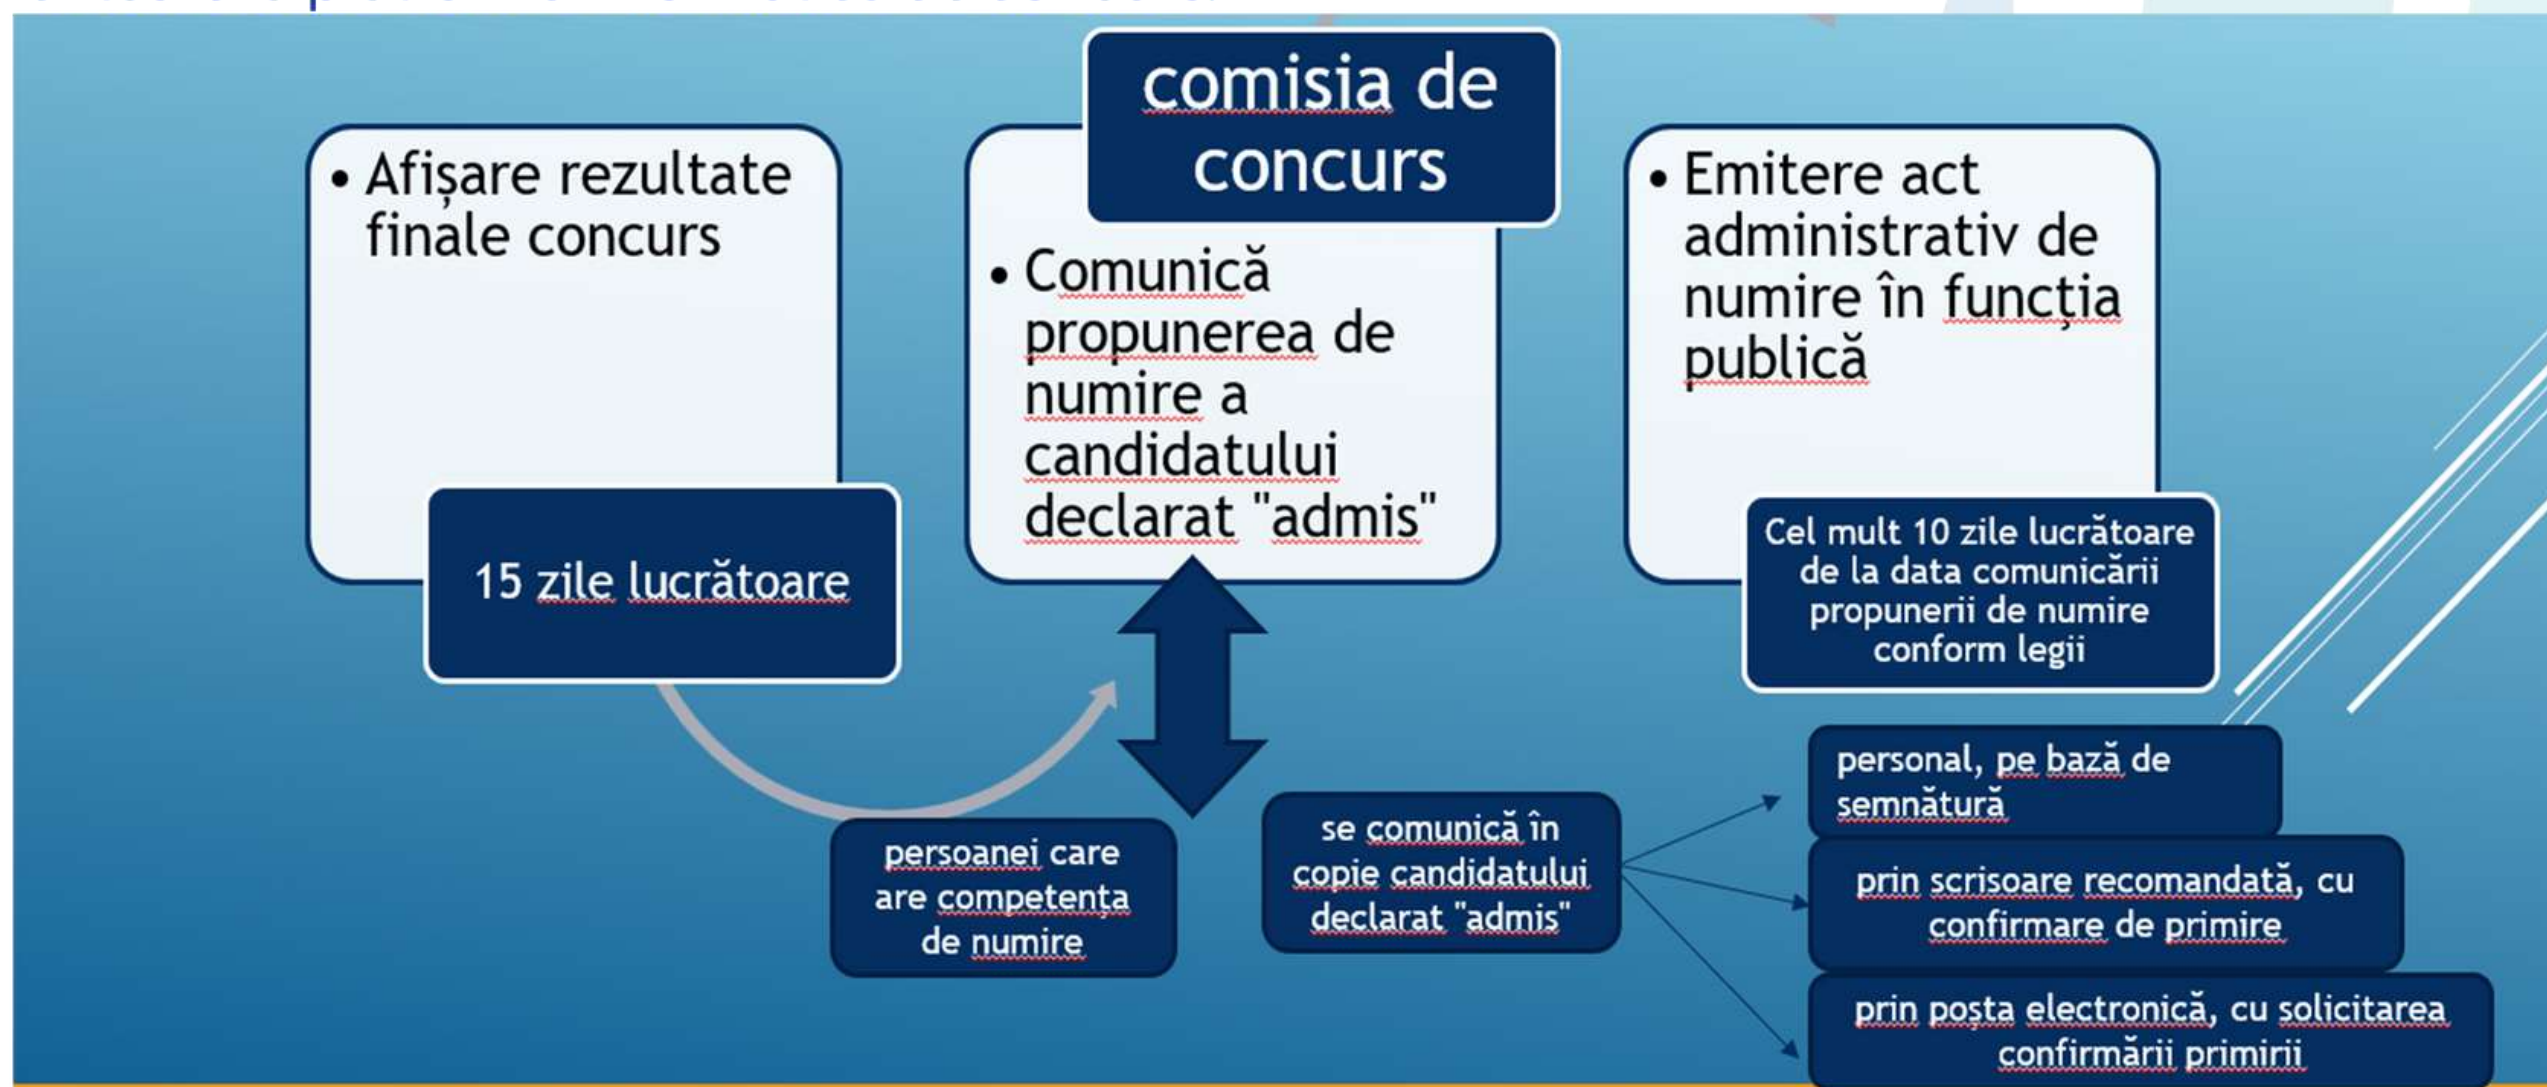 • Afișare rezultate
finale concurs
15 zile lucrătoare
comisia de
concurs
• Comunică
propunerea de
numire a
candidatului
declarat "admis"
• Emitere act
administrativ de
numire în funcţia
publică
Cel mult 10 zile lucrătoare
de la data comunicării
propunerii de numire
conform legii
persoanei care
are competența
de numire
se comunică în
copie candidatului
declarat "admis"
personal, pe bază de
semnătură
prin scrisoare recomandată, cu
confirmare de primire
prin poșta electronică, cu solicitarea
confirmării primirii